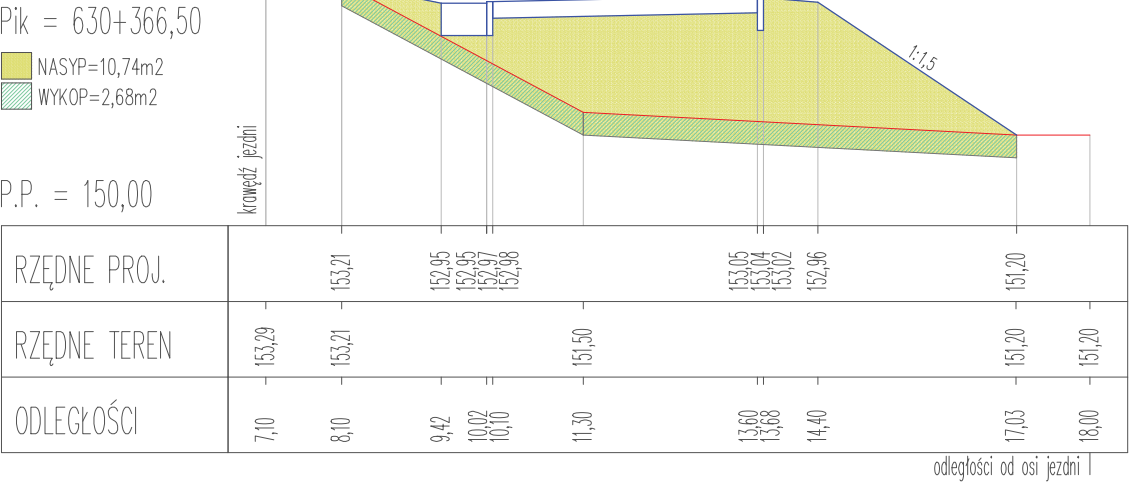 Pik = 630+366,50
NASYP=10,74m2
WYKOP=2,68m2
1:1,5
krawędź jezdni
P.P. = 150,00
RZĘDNE PROJ. 153,21 152,95 152,95 152,97 152,98 153,05 153,04 153,02 152,96 151,20
RZĘDNE TEREN 153,29 153,21 151,50 151,20 151,20
ODLEGŁOŚCI 7,10 8,10 9,42 10,02 10,10 11,30 13,60 13,68 14,40 17,03 18,00
odległości od osi jezdni